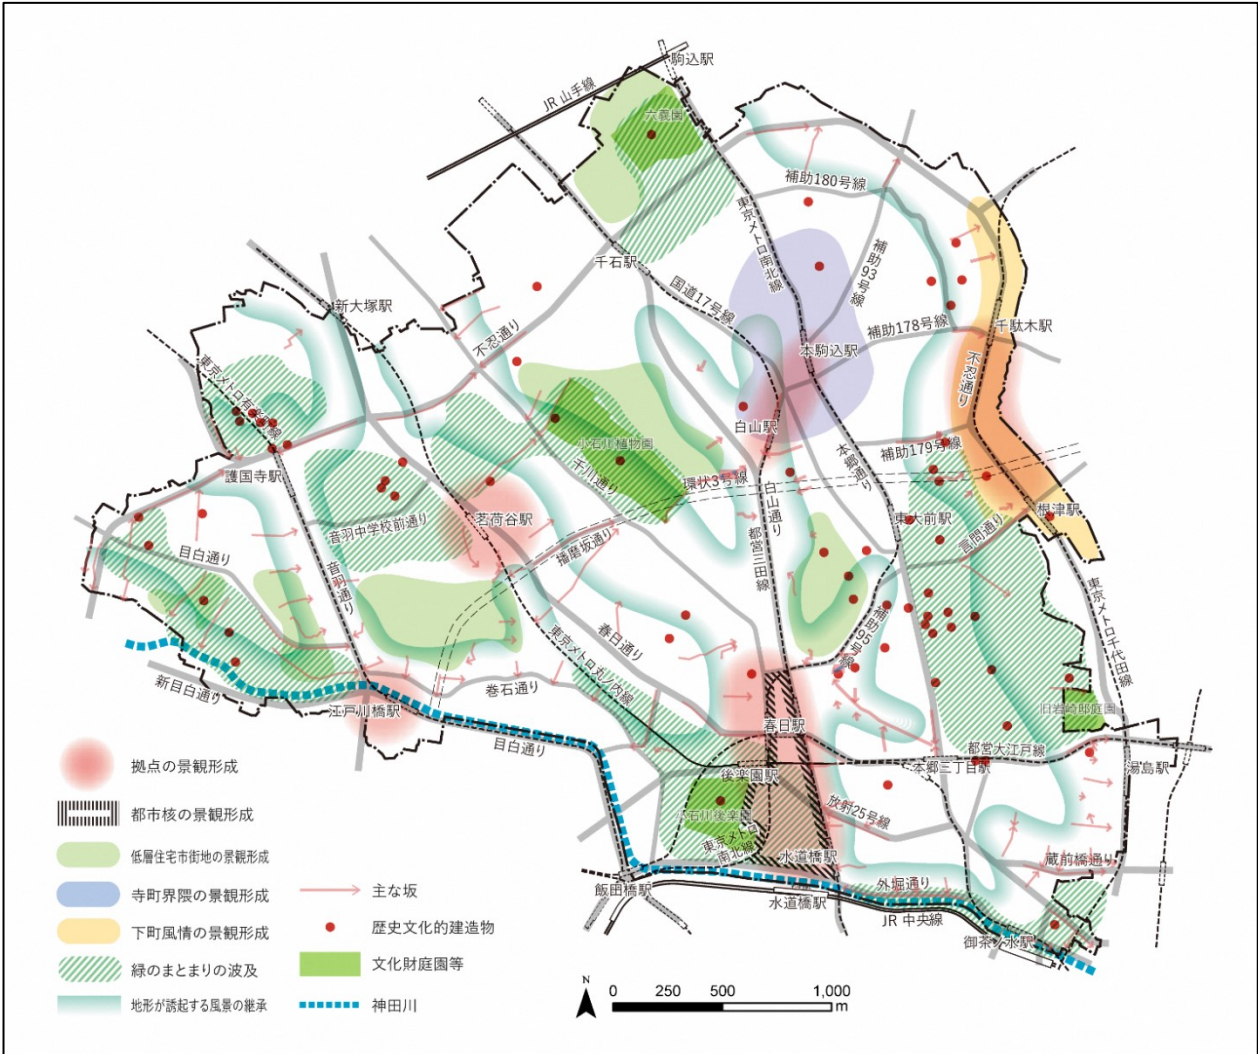 駒込駅
JR 山手線
六義園
補助180号線
東京メトロ南北線
千石駅
補助93号線
国道17号線
新大塚駅
不忍通り
補助178号線
千駄木駅
本駒込駅
不忍通り
東京メトロ有楽町線
白山駅
小石川植物園
補助179号線
本郷通り
護国寺駅
千川通り
環状3号線
白山通り
茗荷谷駅
東大前駅
根津駅
音羽中学校前通り
播磨坂通り
言問通り
目白通り
都営三田線
音羽通り
東京メトロ千代田線
補助95号線
春日通り
東京メトロ丸ノ内線
巻石通り
新目白通り
江戸川橋駅
旧岩崎邸庭園
春日駅
目白通り
都営大江戸線
後楽園駅
本郷三丁目駅
湯島駅
小石川後楽園
放射25号線
東京メトロ
南北線
水道橋駅
蔵前橋通り
飯田橋駅
外堀通り
水道橋駅
JR 中央線
御茶ノ水駅
拠点の景観形成
都市核の景観形成
低層住宅市街地の景観形成
寺町界隈の景観形成
下町風情の景観形成
緑のまとまりの波及
地形が誘起する風景の継承
主な坂
歴史文化的建造物
文化財庭園等
神田川
N
0 250 500 1,000
m